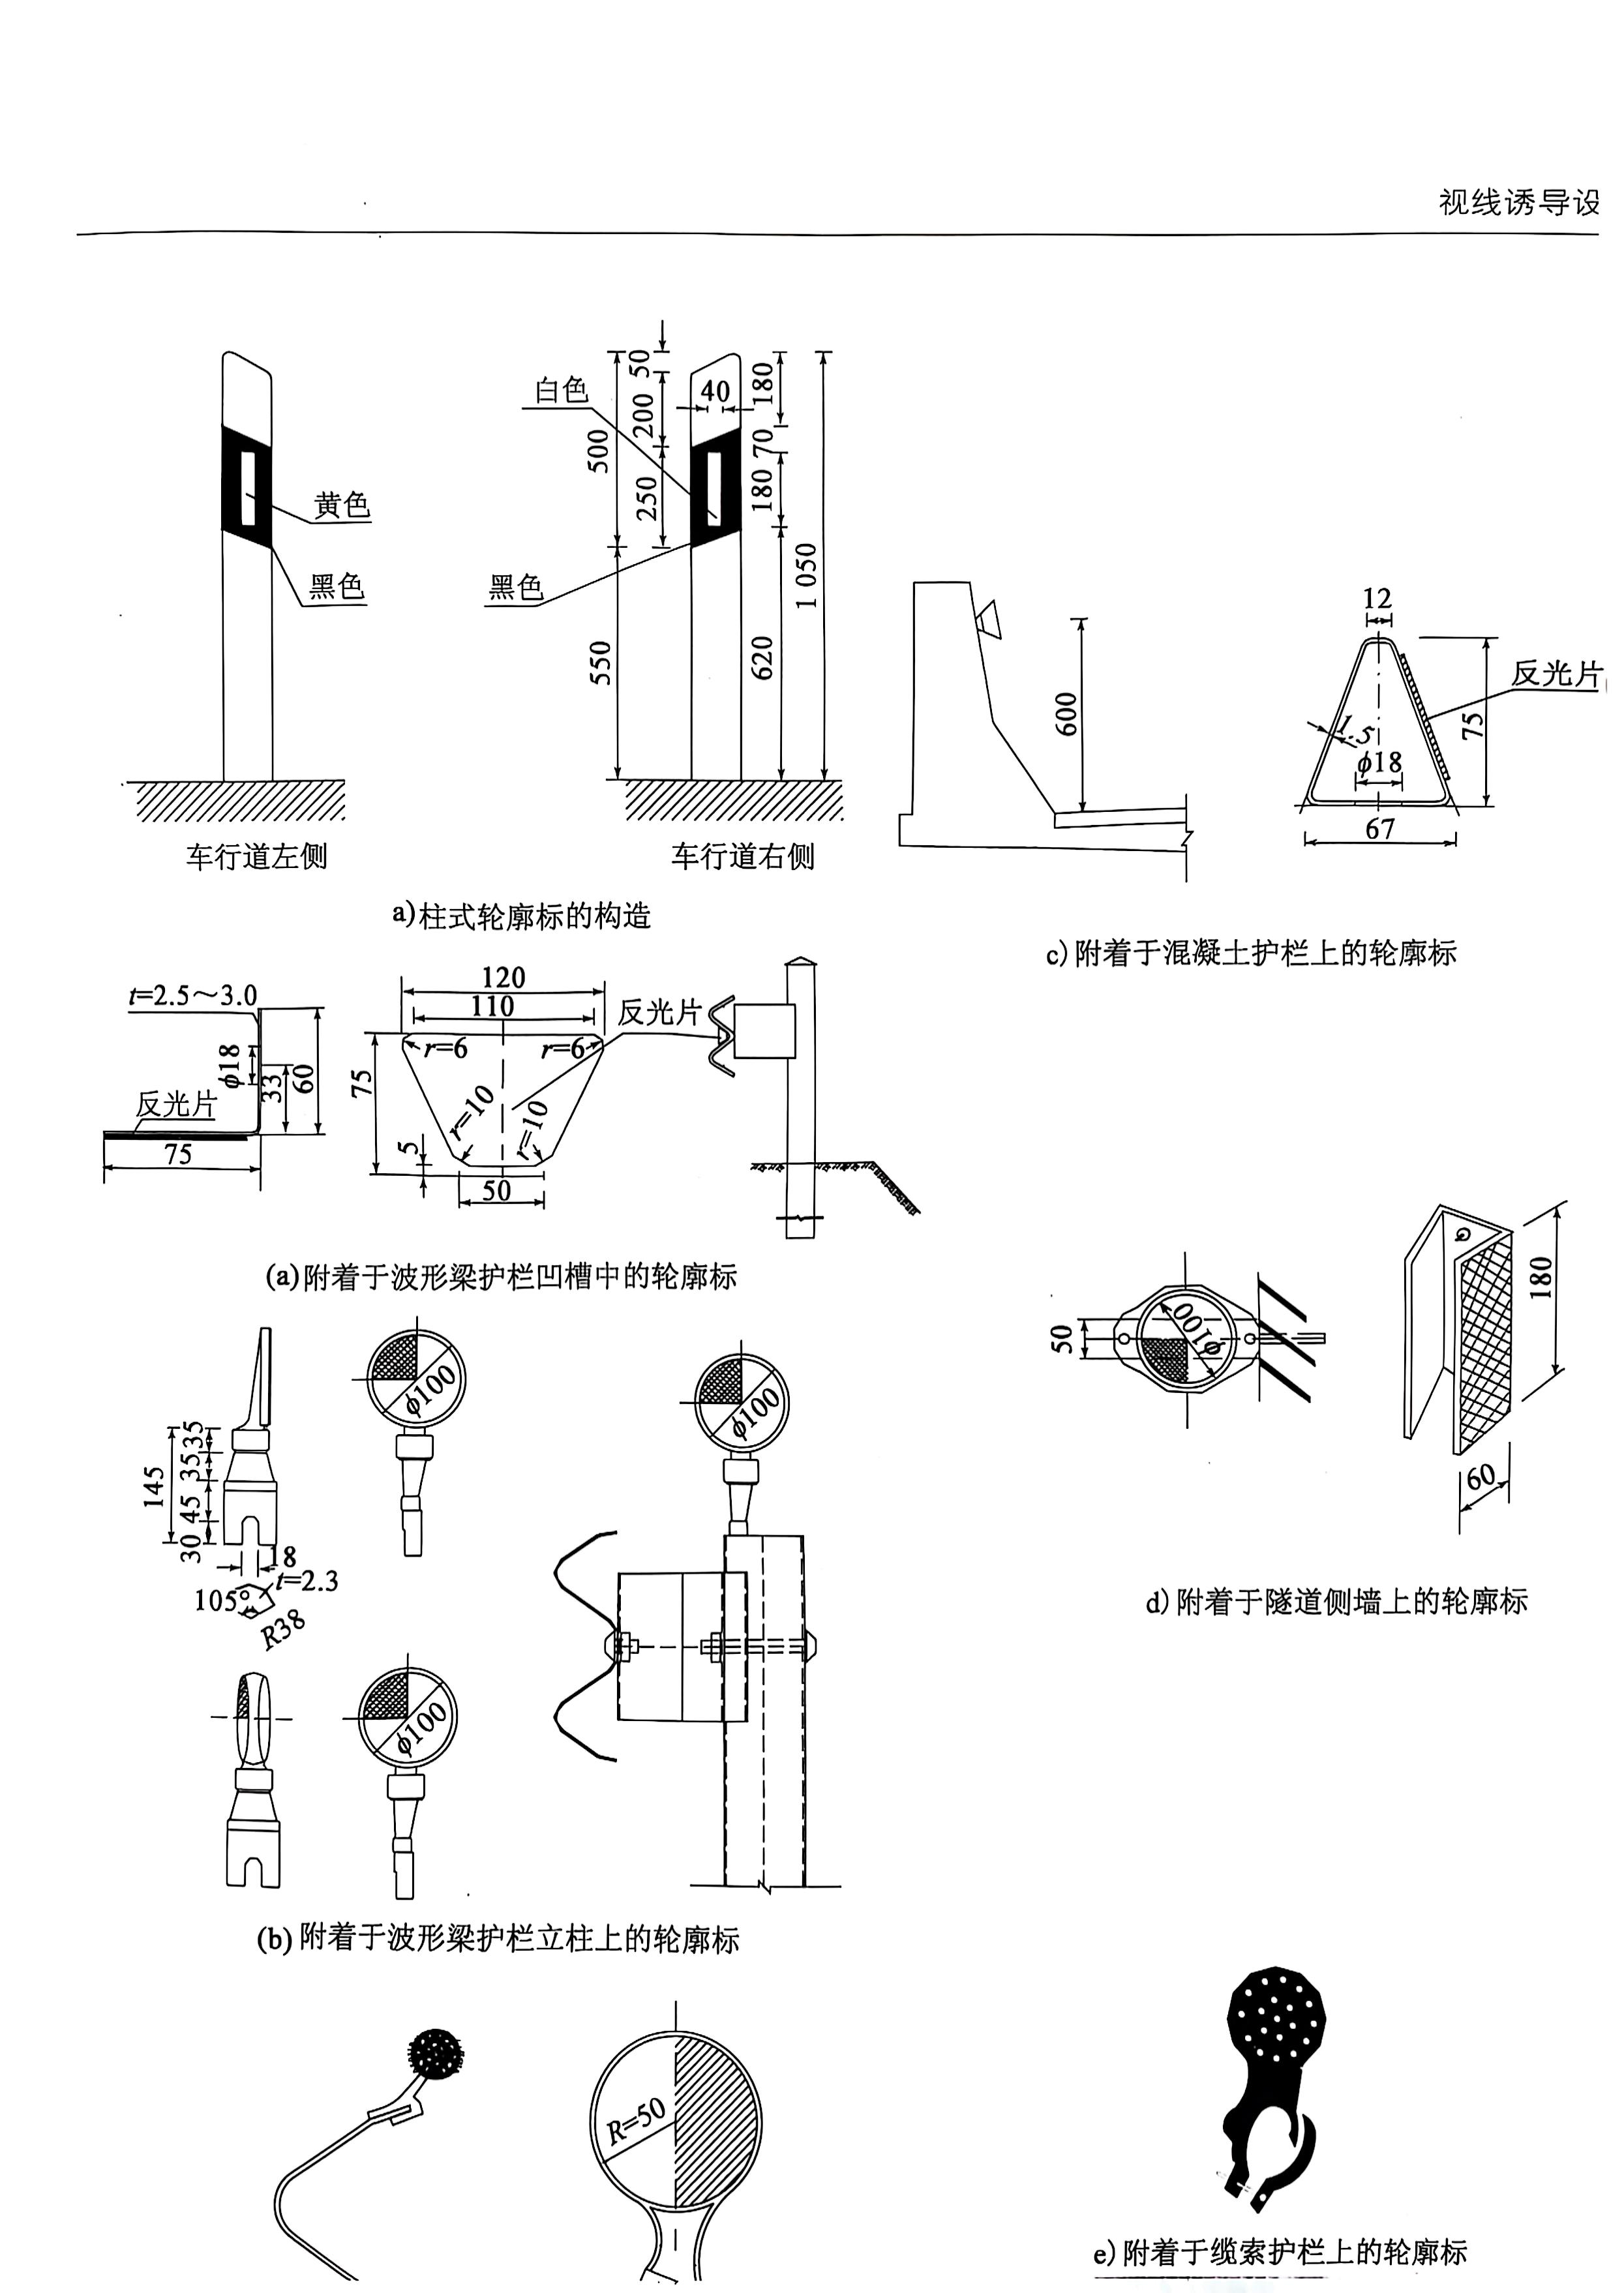 视线诱导设
50
白色
40
200
180
500
70
250
180
黄色
黑色
黑色
1 050
550
620
车行道左侧
车行道右侧
a)柱式轮廓标的构造
600
12
反光片
1.5
75
φ18
67
c)附着于混凝土护栏上的轮廓标
t=2.5～3.0
φ18
33
60
反光片
75
120
110
反光片
r=6
r=6
75
r=10
r=10
5
50
(a)附着于波形梁护栏凹槽中的轮廓标
50
φ100
180
60
d)附着于隧道侧墙上的轮廓标
φ100
φ100
145
35
35
45
30
18
t=2.3
105°
R38
φ100
(b)附着于波形梁护栏立柱上的轮廓标
R=50
e)附着于缆索护栏上的轮廓标